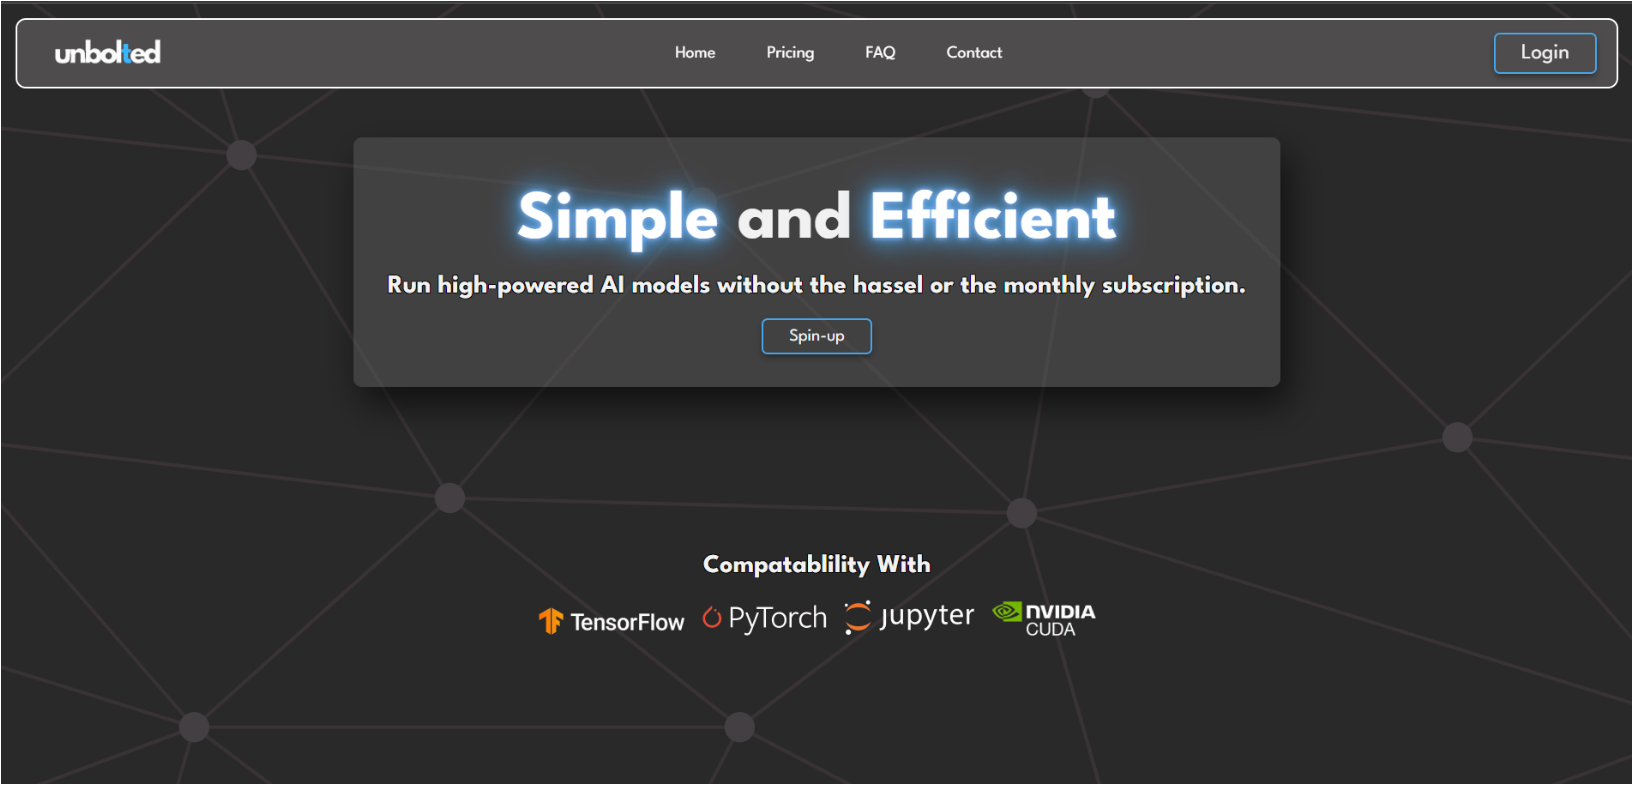 unbolted
Home Pricing FAQ Contact
Login
Simple and Efficient
Run high-powered AI models without the hassel or the monthly subscription.
Spin-up
Compatablility With
TensorFlow PyTorch jupyter NVIDIA
CUDA